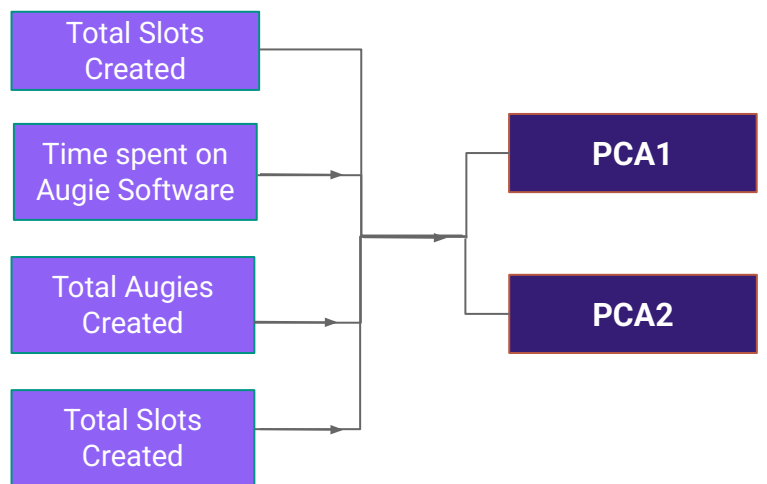 Total Slots
Created
Time spent on
Augie Software
PCA1
Total Augies
Created
PCA2
Total Slots
Created